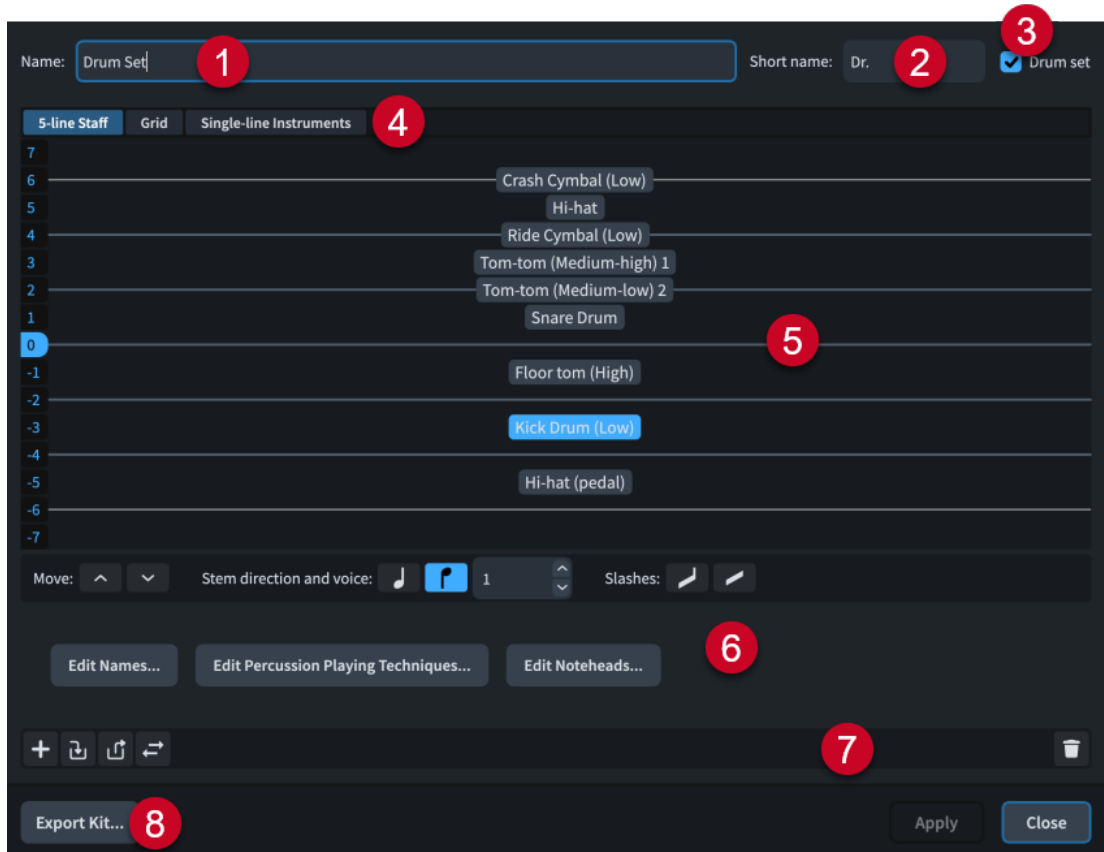 3
Name: Drum Set 1 Short name: Dr. 2 Drum set
5-line Staff Grid Single-line Instruments 4
7
6 Crash Cymbal (Low)
5 Hi-hat
4 Ride Cymbal (Low)
3 Tom-tom (Medium-high) 1
2 Tom-tom (Medium-low) 2
1 Snare Drum
0 5
-1 Floor tom (High)
-2
-3 Kick Drum (Low)
-4
-5 Hi-hat (pedal)
-6
-7
Move: Stem direction and voice: 1 Slashes:
Edit Names... Edit Percussion Playing Techniques... Edit Noteheads... 6
7
Export Kit... 8 Apply Close